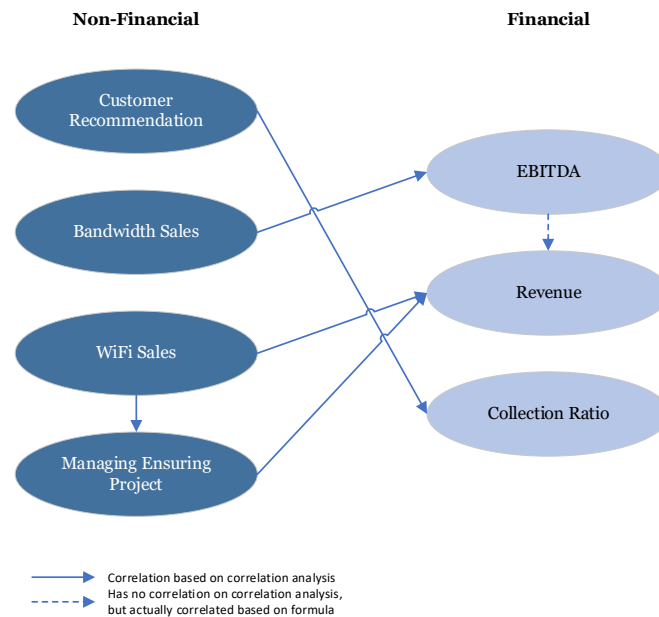 Non-Financial
Financial
Customer
Recommendation
Bandwidth Sales
WiFi Sales
Managing Ensuring
Project
EBITDA
Revenue
Collection Ratio
Correlation based on correlation analysis
Has no correlation on correlation analysis,
but actually correlated based on formula